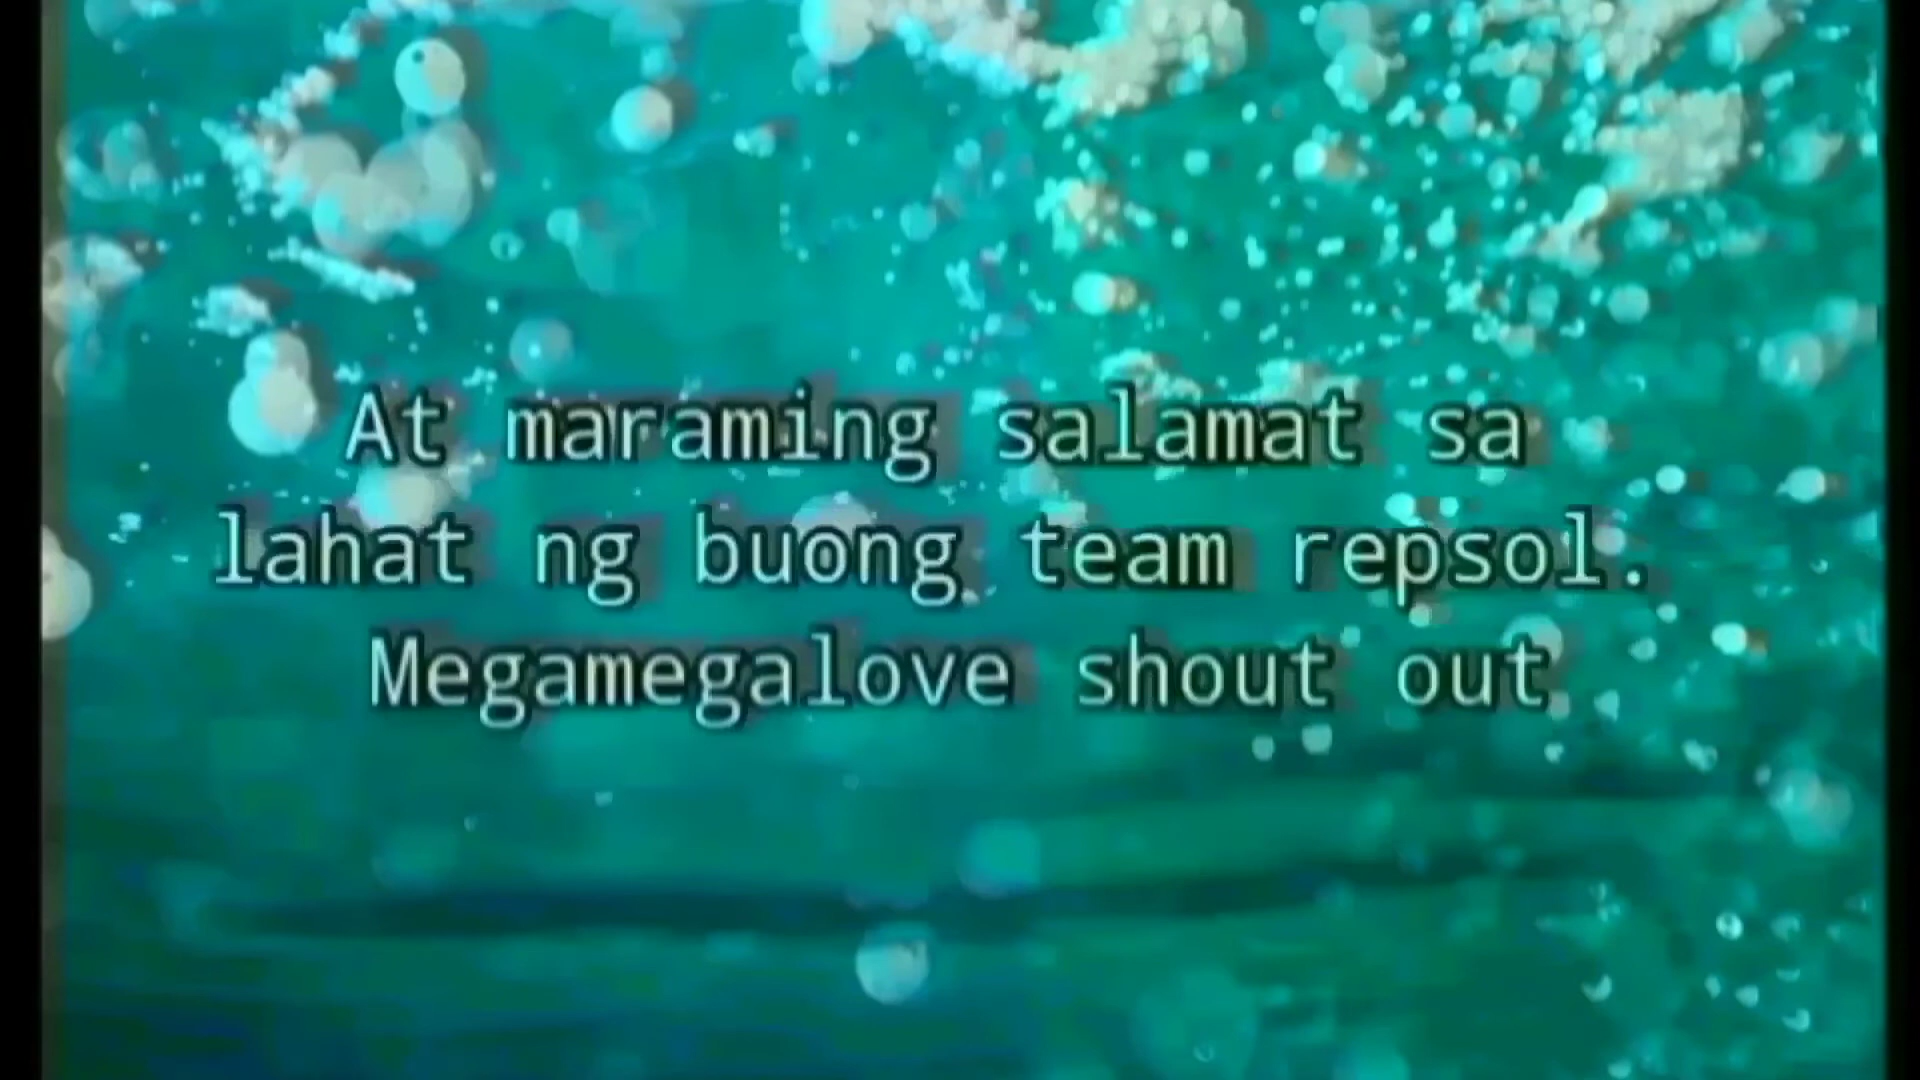 At maraming salamat sa
lahat ng buong team repsol.
Megamegalove shout out